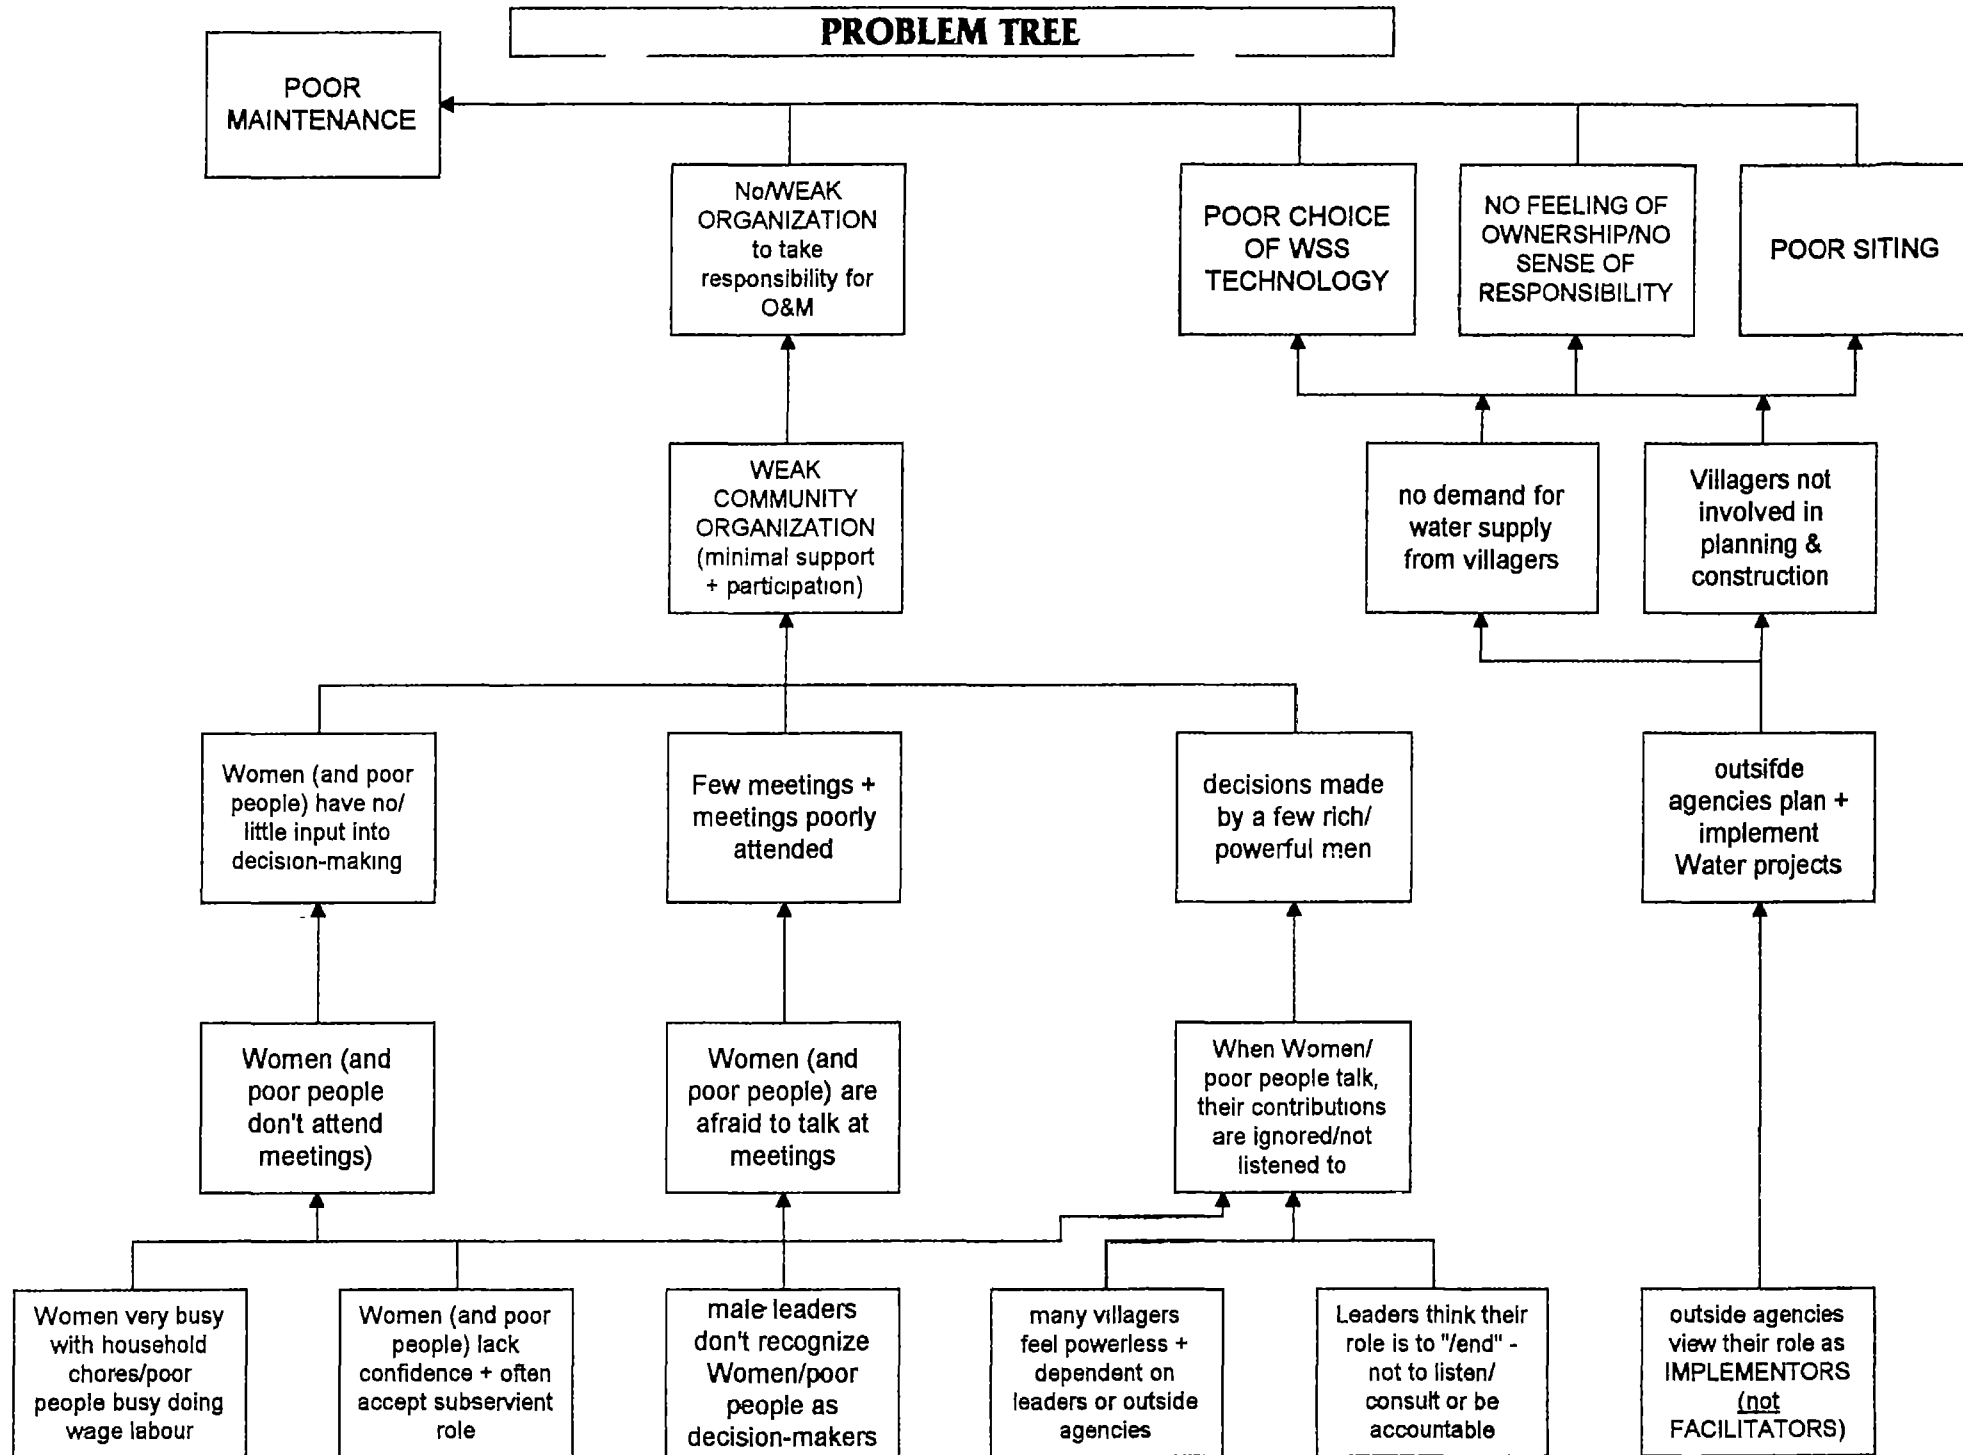 PROBLEM TREE
POOR
MAINTENANCE
No/WEAK
ORGANIZATION
to take
responsibility for
O&M
POOR CHOICE
OF WSS
TECHNOLOGY
NO FEELING OF
OWNERSHIP/NO
SENSE OF
RESPONSIBILITY
POOR SITING
WEAK
COMMUNITY
ORGANIZATION
(minimal support
+ participation)
no demand for
water supply
from villagers
Villagers not
involved in
planning &
construction
Women (and poor
people) have no/
little input into
decision-making
Few meetings +
meetings poorly
attended
decisions made
by a few rich/
powerful men
outsifde
agencies plan +
implement
Water projects
Women (and
poor people
don't attend
meetings)
Women (and
poor people) are
afraid to talk at
meetings
When Women/
poor people talk,
their contributions
are ignored/not
listened to
Women very busy
with household
chores/poor
people busy doing
wage labour
Women (and poor
people) lack
confidence + often
accept subservient
role
male leaders
don't recognize
Women/poor
people as
decision-makers
many villagers
feel powerless +
dependent on
leaders or outside
agencies
Leaders think their
role is to "/end" -
not to listen/
consult or be
accountable
outside agencies
view their role as
IMPLEMENTORS
(not
FACILITATORS)